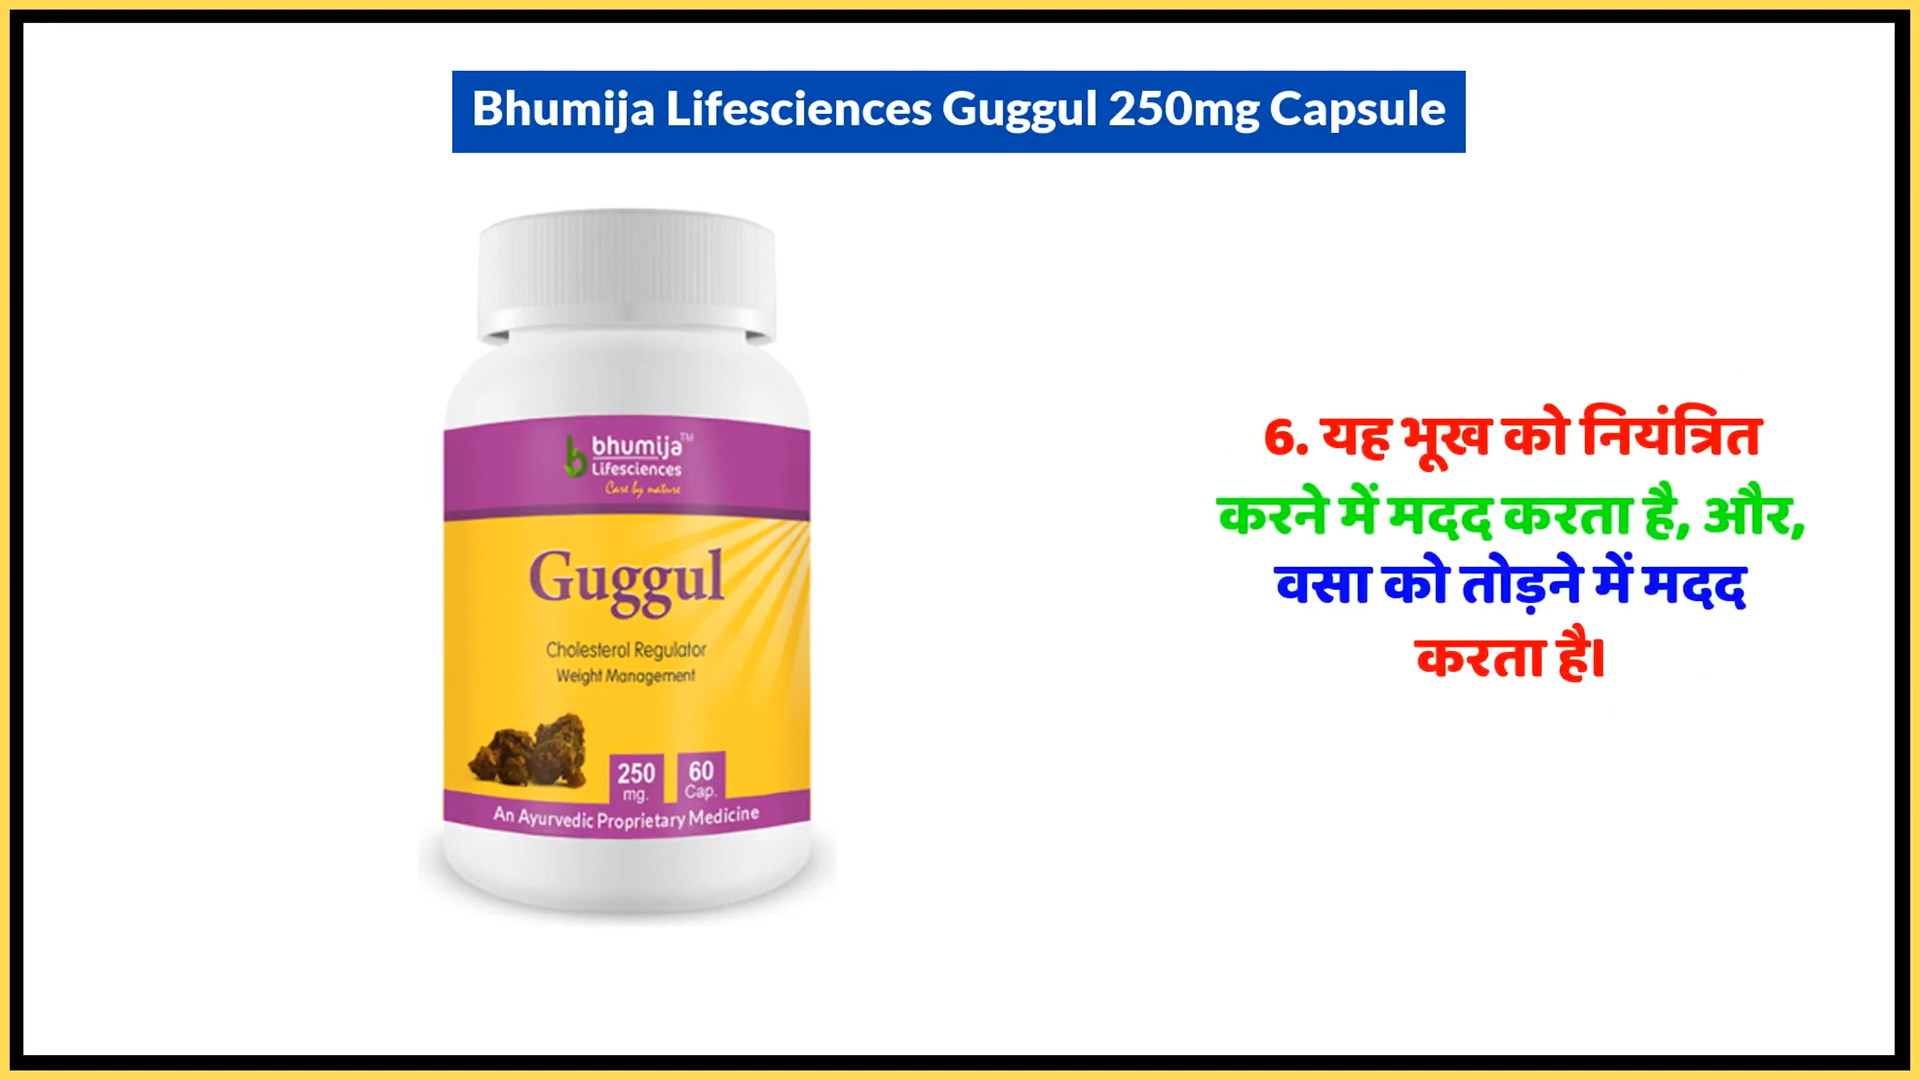 Bhumija Lifesciences Guggul 250mg Capsule
bhumija™
Lifesciences
Care by nature
Guggul
Cholesterol Regulator
Weight Management
250 mg.
60 Cap.
An Ayurvedic Proprietary Medicine
6. यह भूख को नियंत्रित
करने में मदद करता है, और,
वसा को तोड़ने में मदद
करता है।